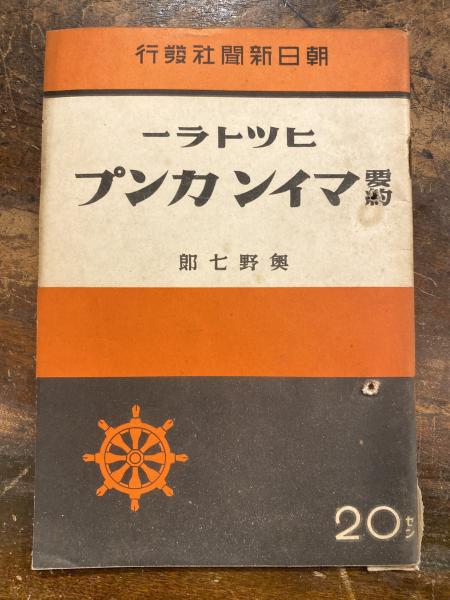 朝日新聞社發行
ヒツトラー
要約 マイン カンプ
奧野七郎
20セン